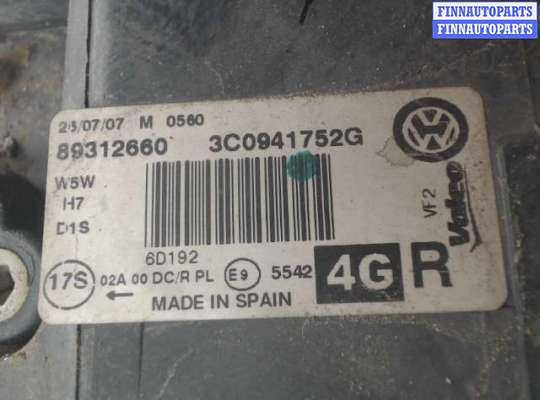 FINNAUTOPARTS
FINNAUTOPARTS
25/07/07 M 0560
89312660 3C0941752G
W5W
H7
D1S
VF2
Valeo
6D192
17S 02A 00 DC/R PL E9 5542 4G R
MADE IN SPAIN